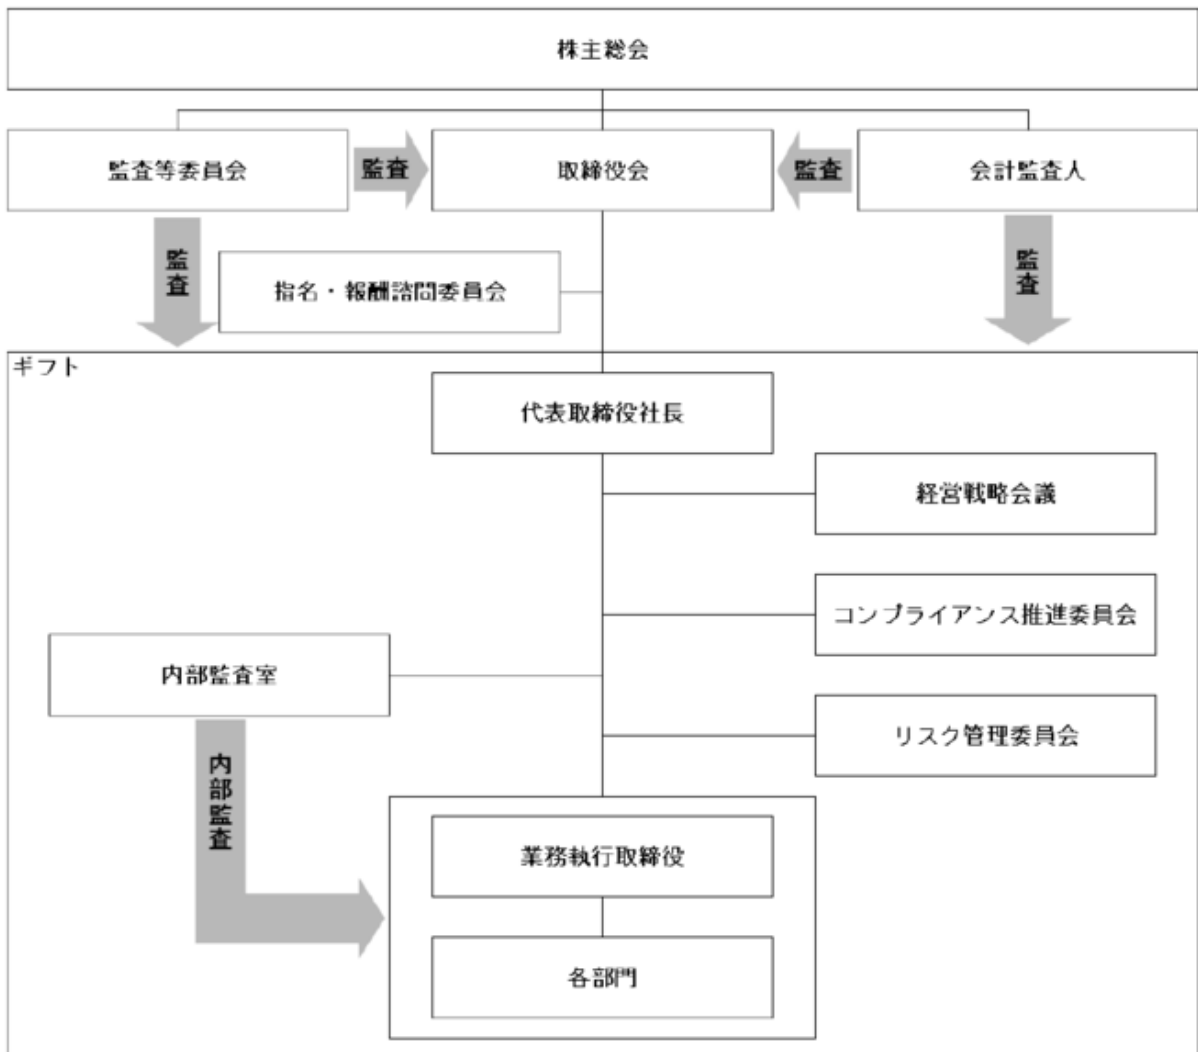 株主総会
監査等委員会
監査
取締役会
監査
会計監査人
監査
指名・報酬諮問委員会
監査
ギフト
代表取締役社長
経営戦略会議
コンプライアンス推進委員会
内部監査室
リスク管理委員会
内部監査
業務執行取締役
各部門